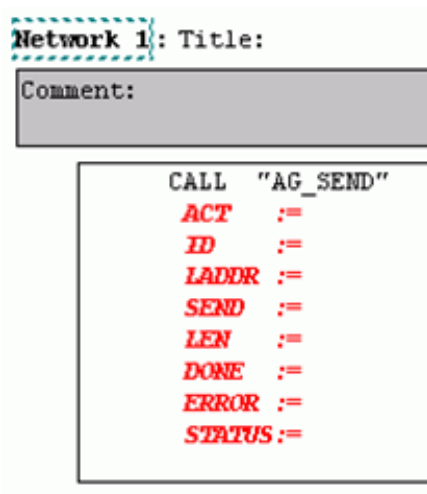 Network 1: Title:
Comment:
CALL "AG_SEND"
ACT :=
ID :=
LADDR :=
SEND :=
LEN :=
DONE :=
ERROR :=
STATUS:=